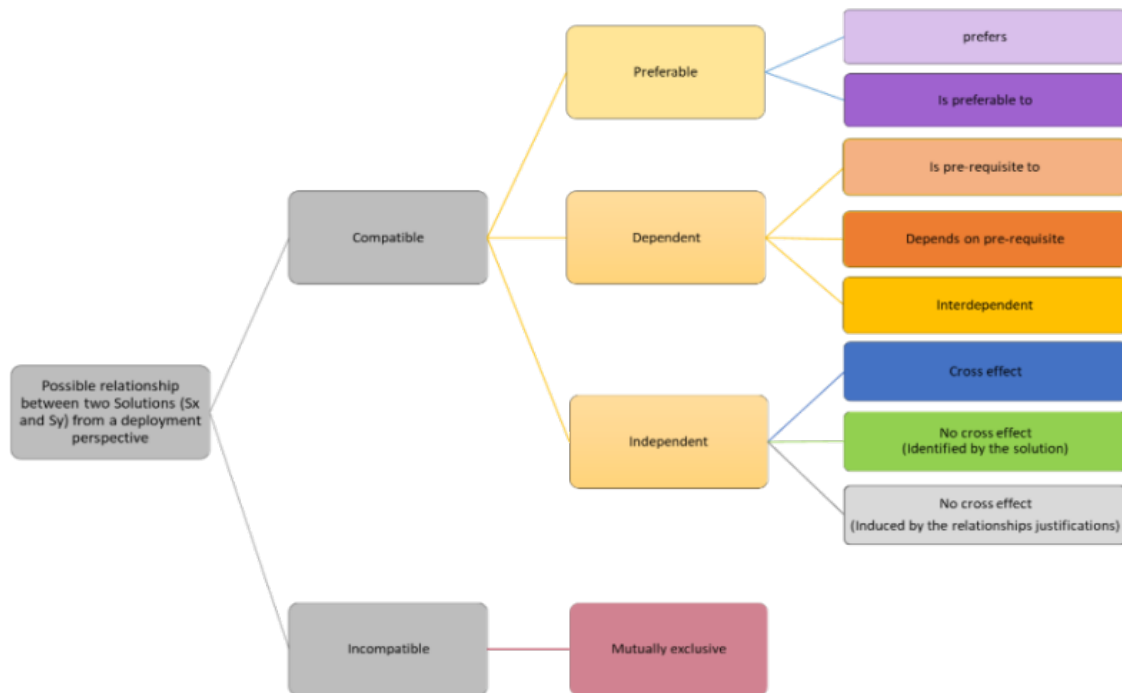 prefers
Preferable
Is preferable to
Is pre-requisite to
Compatible
Dependent
Depends on pre-requisite
Interdependent
Possible relationship
between two Solutions (Sx
and Sy) from a deployment
perspective
Cross effect
Independent
No cross effect
(Identified by the solution)
No cross effect
(Induced by the relationships justifications)
Incompatible
Mutually exclusive